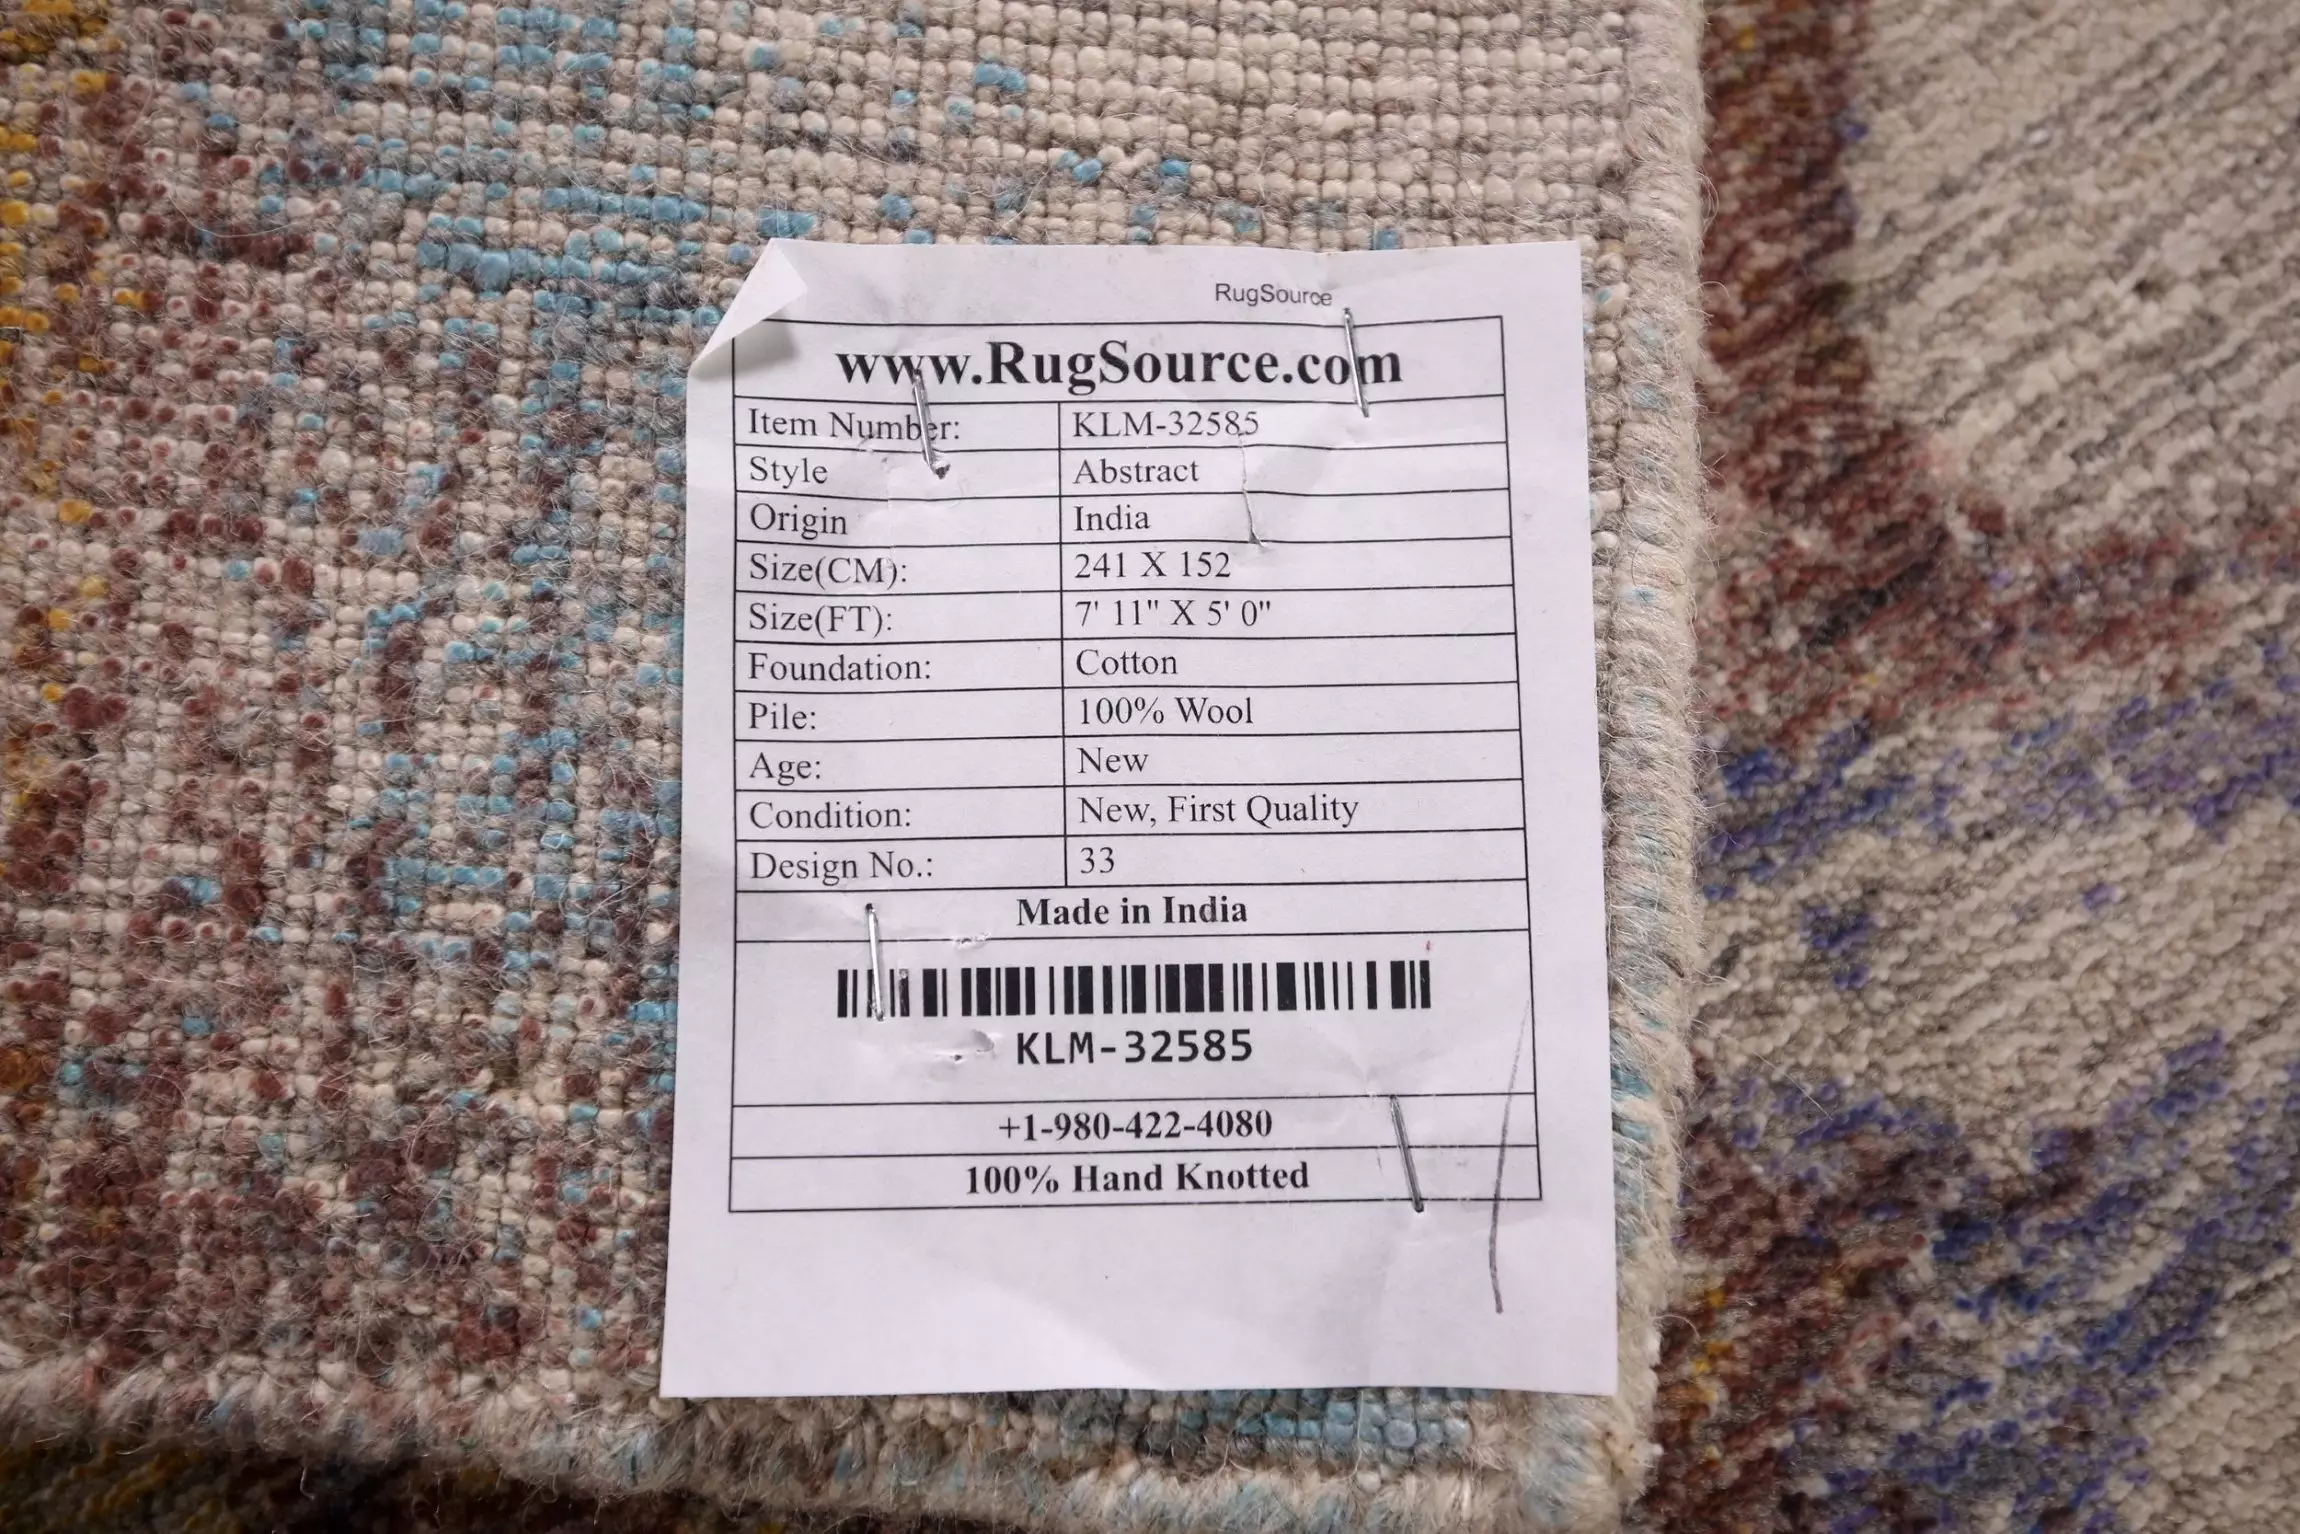 RugSource
www.RugSource.com
Item Number: KLM-32585
Style Abstract
Origin India
Size(CM): 241 X 152
Size(FT): 7' 11" X 5' 0"
Foundation: Cotton
Pile: 100% Wool
Age: New
Condition: New, First Quality
Design No.: 33
Made in India
KLM-32585
+1-980-422-4080
100% Hand Knotted